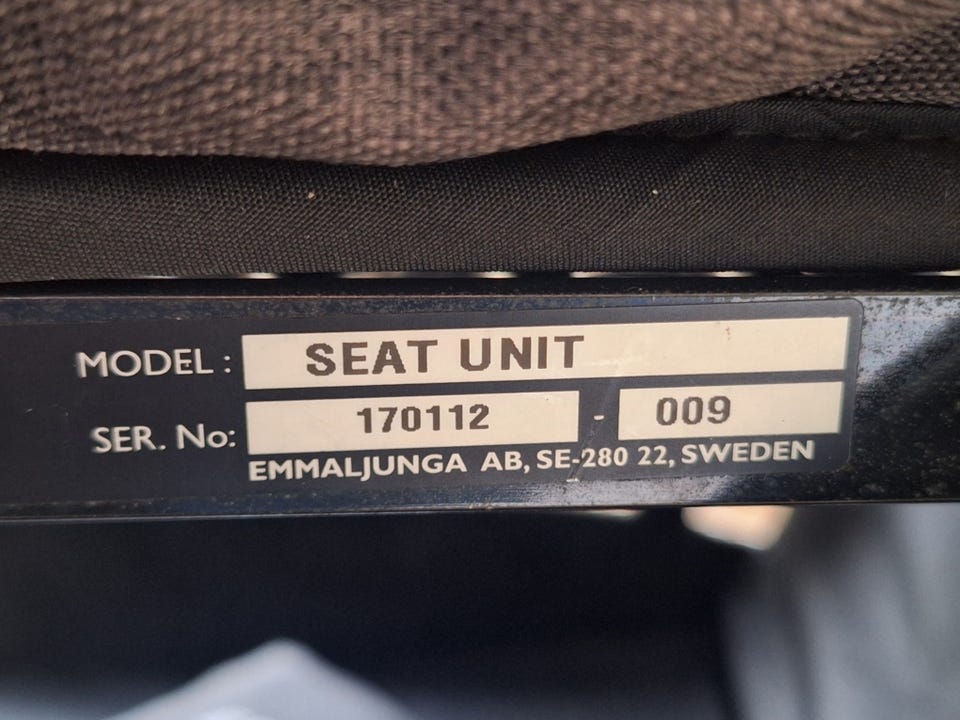 MODEL: SEAT UNIT
SER. No: 170112 - 009
EMMALJUNGA AB, SE-280 22, SWEDEN